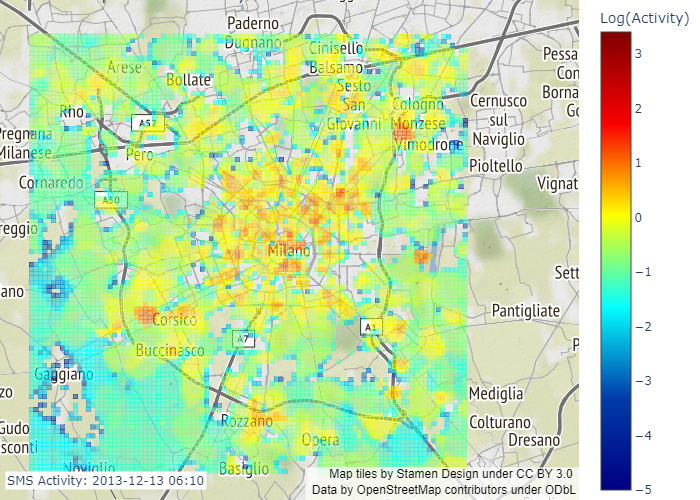 Log(Activity)
Paderno
Dugnano
Cinisello
Balsamo
Arese
Bollate
Sesto
San
Giovanni
Cologno
Monzese
Vimodrone
Cernusco
sul
Naviglio
Pessa
Con
Borna
Go
Rho
A52
Pregnana
Milanese
Pero
Pioltello
Cornaredo
A50
Vignat
reggio
Milano
Sett
ano
Corsico
Pantigliate
A7
A1
Buccinasco
P
Gaggiano
zo
Mediglia
Rozzano
Colturano
Gudo
sconti
Opera
Dresano
Noviglio
Basiglio
3
2
1
0
−1
−2
−3
−4
−5
SMS Activity: 2013-12-13 06:10
Map tiles by Stamen Design under CC BY 3.0
Data by OpenStreetMap contributors under ODbL